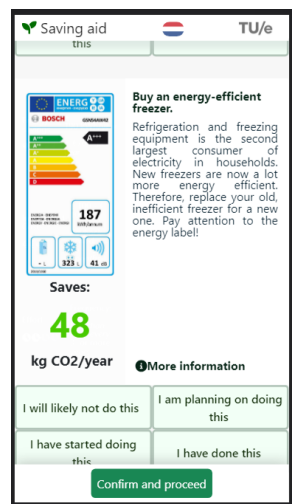 Saving aid TU/e
this
ENERG
BOSCH GSN54AW42
A+++ A+++
A++
A+
A
B
C
D
187
kWh/annum
- L 323 L 41 dB
Buy an energy-efficient
freezer.
Refrigeration and freezing
equipment is the second
largest consumer of
electricity in households.
New freezers are now a lot
more energy efficient.
Therefore, replace your old,
inefficient freezer for a new
one. Pay attention to the
energy label!
Saves:
48
kg CO2/year
More information
I will likely not do this
I am planning on doing
this
I have started doing
this
I have done this
Confirm and proceed